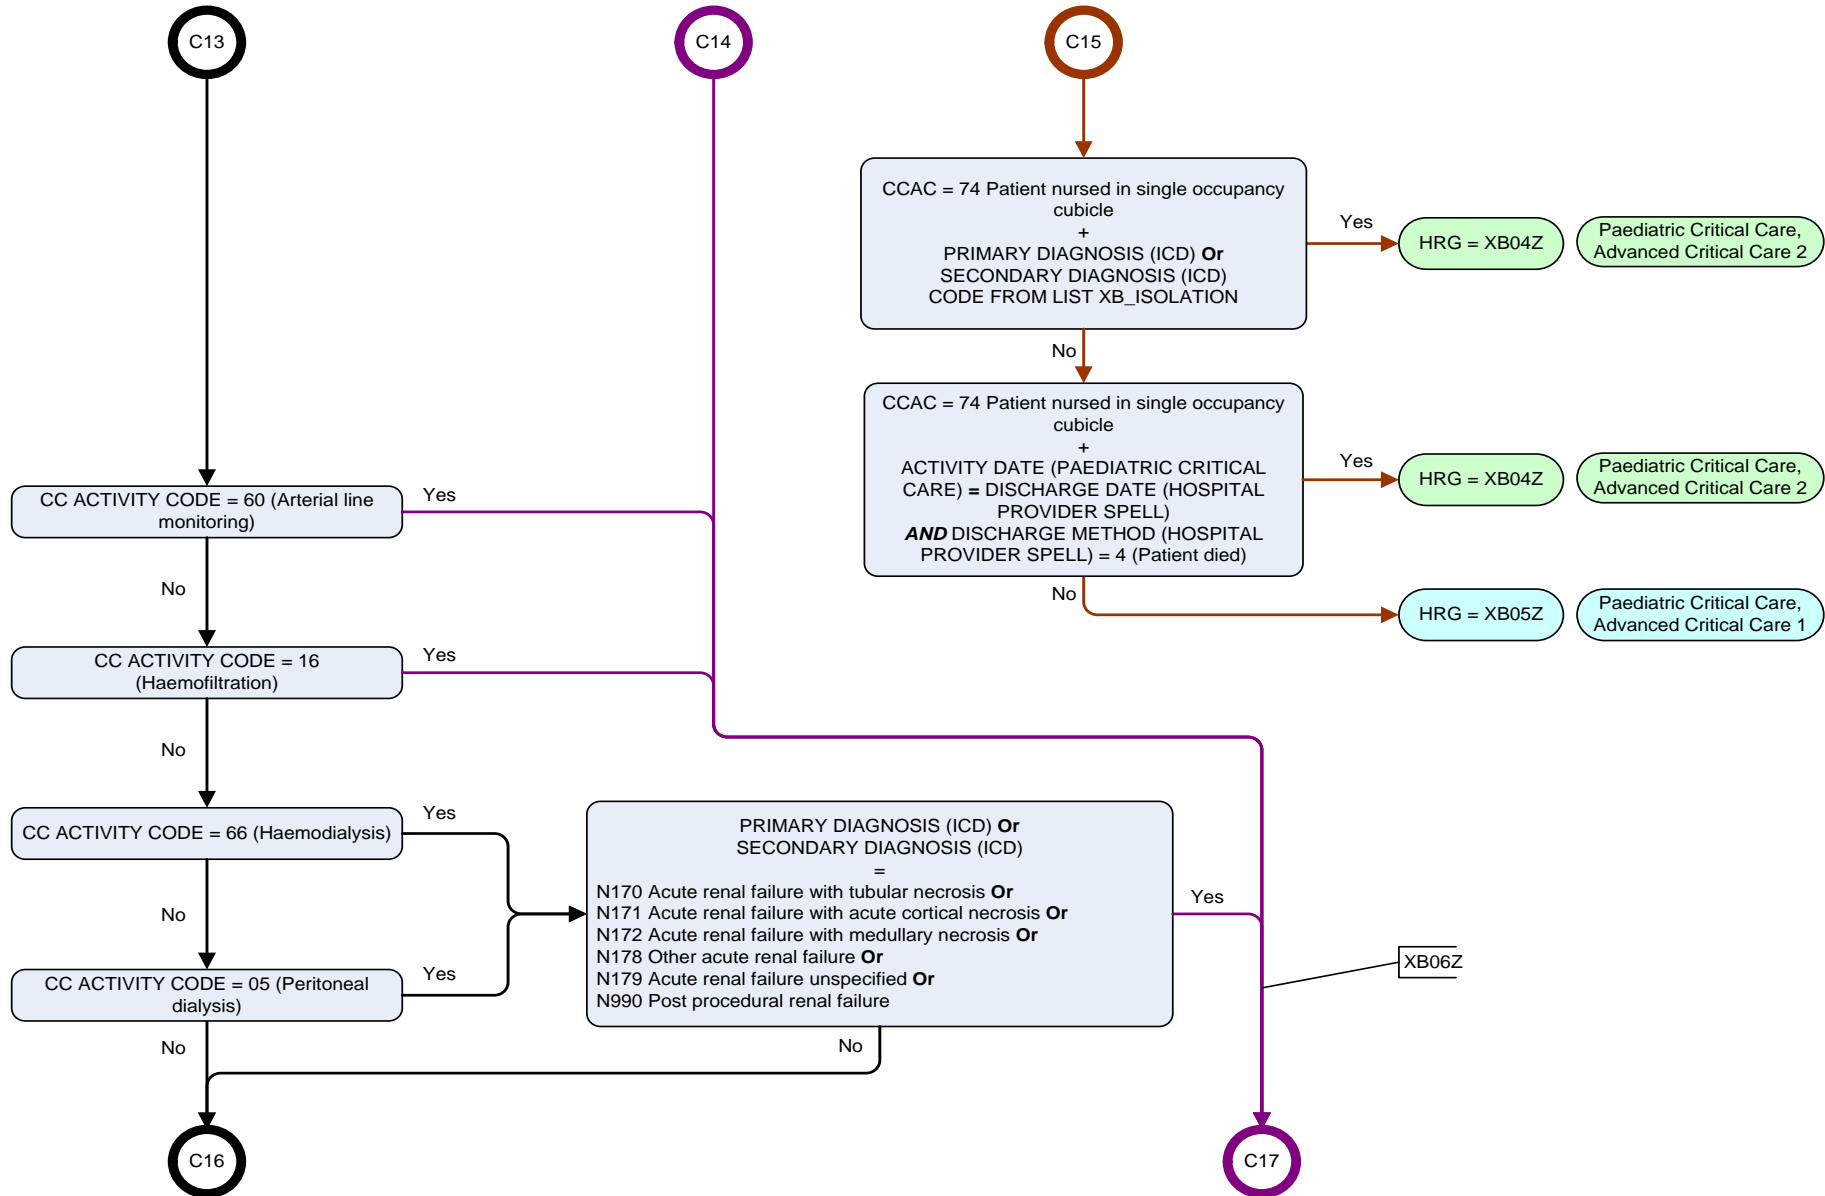 C13
C14
C15
CCAC = 74 Patient nursed in single occupancy
cubicle
+
PRIMARY DIAGNOSIS (ICD) Or
SECONDARY DIAGNOSIS (ICD)
CODE FROM LIST XB_ISOLATION
Yes
HRG = XB04Z
Paediatric Critical Care,
Advanced Critical Care 2
No
CCAC = 74 Patient nursed in single occupancy
cubicle
+
ACTIVITY DATE (PAEDIATRIC CRITICAL
CARE) = DISCHARGE DATE (HOSPITAL
PROVIDER SPELL)
AND DISCHARGE METHOD (HOSPITAL
PROVIDER SPELL) = 4 (Patient died)
Yes
HRG = XB04Z
Paediatric Critical Care,
Advanced Critical Care 2
No
HRG = XB05Z
Paediatric Critical Care,
Advanced Critical Care 1
CC ACTIVITY CODE = 60 (Arterial line
monitoring)
Yes
No
CC ACTIVITY CODE = 16
(Haemofiltration)
Yes
No
CC ACTIVITY CODE = 66 (Haemodialysis)
Yes
No
CC ACTIVITY CODE = 05 (Peritoneal
dialysis)
Yes
No
PRIMARY DIAGNOSIS (ICD) Or
SECONDARY DIAGNOSIS (ICD)
=
N170 Acute renal failure with tubular necrosis Or
N171 Acute renal failure with acute cortical necrosis Or
N172 Acute renal failure with medullary necrosis Or
N178 Other acute renal failure Or
N179 Acute renal failure unspecified Or
N990 Post procedural renal failure
Yes
No
XB06Z
C16
C17